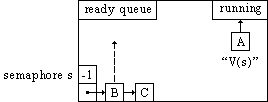 ready queue
running
A
“V(s)”
semaphore s
-1
B
C